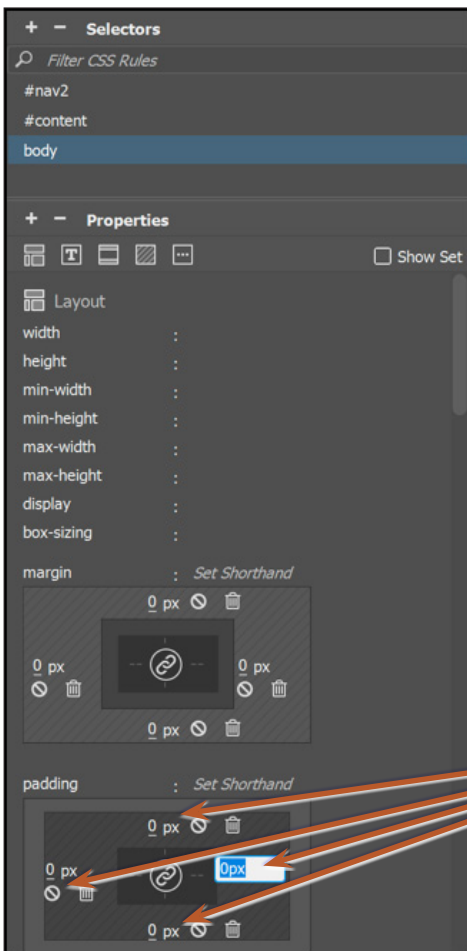 + − Selectors
Filter CSS Rules
#nav2
#content
body
+ − Properties
T Show Set
Layout
width :
height :
min-width :
min-height :
max-width :
max-height :
display :
box-sizing :
margin : Set Shorthand
0 px
0 px 0 px
0 px
padding : Set Shorthand
0 px
0 px 0px
0 px